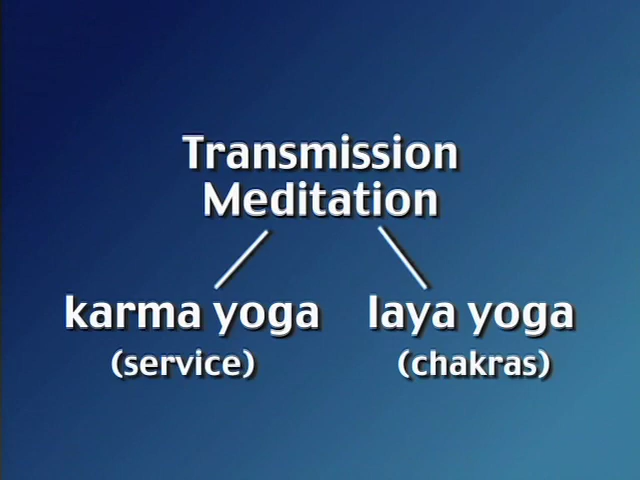 Transmission
Meditation
karma yoga laya yoga
(service) (chakras)